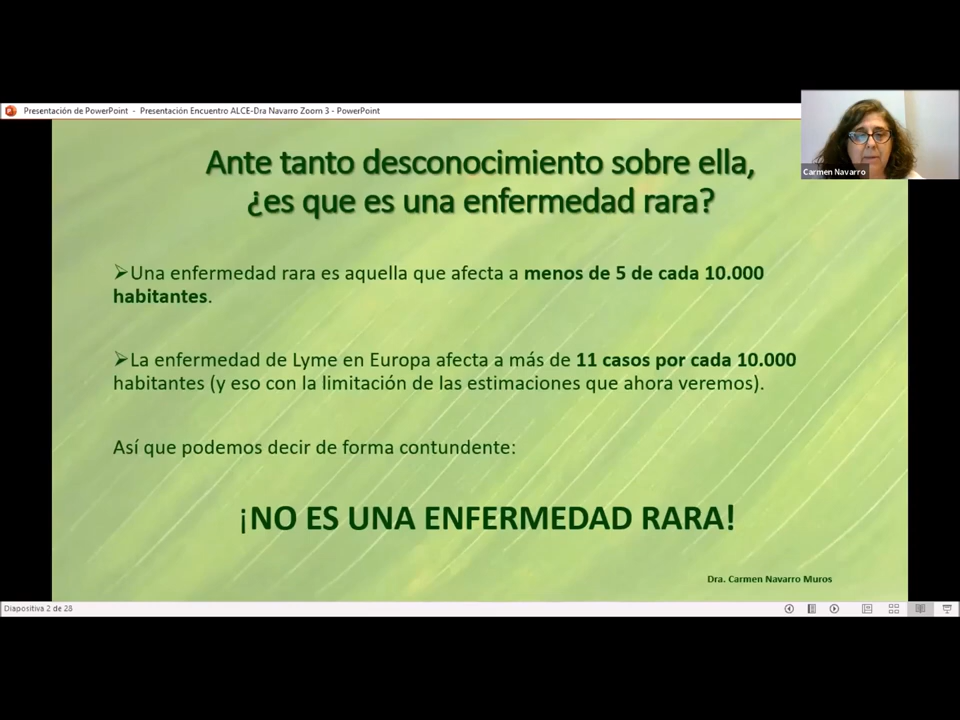 Presentación de PowerPoint - Presentación Encuentro ALCE-Dra Navarro Zoom 3 - PowerPoint
Carmen Navarro
Ante tanto desconocimiento sobre ella,
¿es que es una enfermedad rara?
➢Una enfermedad rara es aquella que afecta a menos de 5 de cada 10.000
habitantes.
➢La enfermedad de Lyme en Europa afecta a más de 11 casos por cada 10.000
habitantes (y eso con la limitación de las estimaciones que ahora veremos).
Así que podemos decir de forma contundente:
¡NO ES UNA ENFERMEDAD RARA!
Dra. Carmen Navarro Muros
Diapositiva 2 de 28